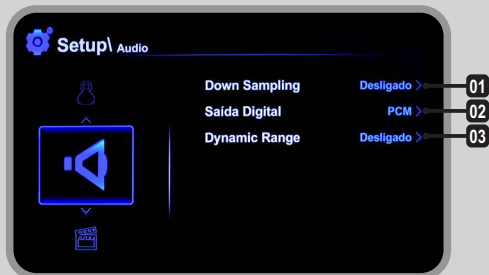 Setup\ Audio
Down Sampling Desligado > 01
Saída Digital PCM > 02
Dynamic Range Desligado > 03